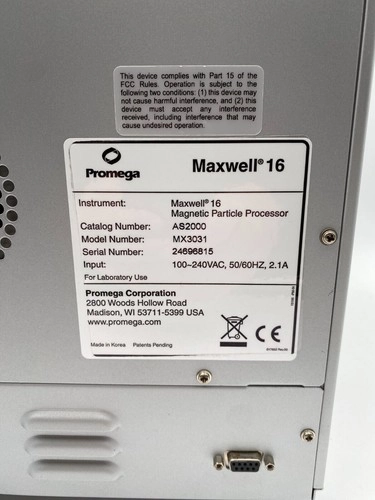 This device complies with Part 15 of the
FCC Rules. Operation is subject to the
following two conditions: (1) this device may
not cause harmful interference, and (2) this
device must accept any interference
received, including interference that may
cause undesired operation.
Promega
Maxwell® 16
Instrument: Maxwell® 16
Magnetic Particle Processor
Catalog Number: AS2000
Model Number: MX3031
Serial Number: 24696815
Input: 100~240VAC, 50/60HZ, 2.1A
For Laboratory Use
Promega Corporation
2800 Woods Hollow Road
Madison, WI 53711-5399 USA
www.promega.com
Made in Korea Patents Pending
CE